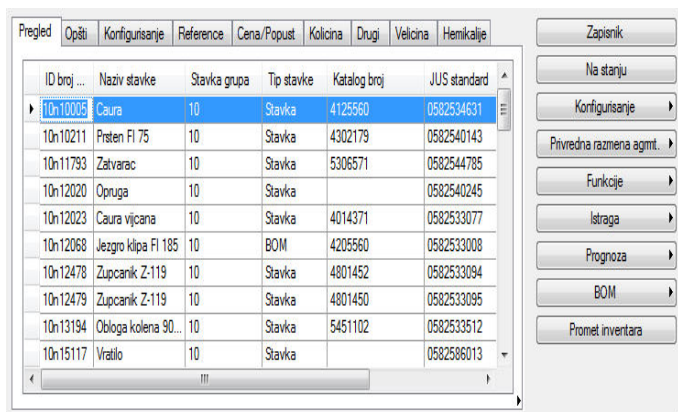 Pregled Opšti Konfigurisanje Reference Cena/Popust Kolicina Drugi Velicina Hemikalije
ID broj ... Naziv stavke Stavka grupa Tip stavke Katalog broj JUS standard
10n10005 Caura 10 Stavka 4125560 0582534631
10n10211 Prsten FI 75 10 Stavka 4302179 0582540143
10n11793 Zatvarac 10 Stavka 5306571 0582544785
10n12020 Opruga 10 Stavka 0582540245
10n12023 Caura vijcana 10 Stavka 4014371 0582533077
10n12068 Jezgro klipa FI 185 10 BOM 4205560 0582533008
10n12478 Zupcanik Z-119 10 Stavka 4801452 0582533094
10n12479 Zupcanik Z-119 10 Stavka 4801450 0582533095
10n13194 Obloga kolena 90... 10 Stavka 5451102 0582533512
10n15117 Vratilo 10 Stavka 0582586013
Zapisnik
Na stanju
Konfigurisanje
Privredna razmena agmt.
Funkcije
Istraga
Prognoza
BOM
Promet inventara